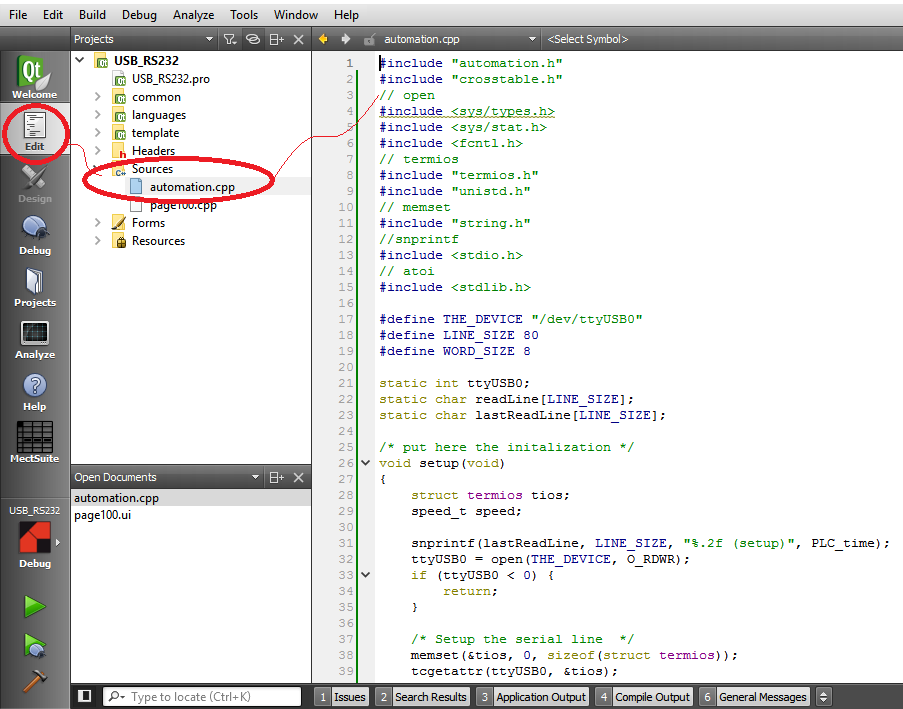 File Edit Build Debug Analyze Tools Window Help
Projects
automation.cpp
<Select Symbol>
Welcome
Edit
Design
Debug
Projects
Analyze
Help
MectSuite
USB_RS232
Debug
USB_RS232
USB_RS232.pro
common
languages
template
Headers
Sources
automation.cpp
page100.cpp
Forms
Resources
Open Documents
automation.cpp
page100.ui
1 #include "automation.h"
2 #include "crosstable.h"
3 // open
4 #include <sys/types.h>
5 #include <sys/stat.h>
6 #include <fcntl.h>
7 // termios
8 #include "termios.h"
9 #include "unistd.h"
10 // memset
11 #include "string.h"
12 //snprintf
13 #include <stdio.h>
14 // atoi
15 #include <stdlib.h>
16
17 #define THE_DEVICE "/dev/ttyUSB0"
18 #define LINE_SIZE 80
19 #define WORD_SIZE 8
20
21 static int ttyUSB0;
22 static char readLine[LINE_SIZE];
23 static char lastReadLine[LINE_SIZE];
24
25 /* put here the initalization */
26 void setup(void)
27 {
28 struct termios tios;
29 speed_t speed;
30
31 snprintf(lastReadLine, LINE_SIZE, "%.2f (setup)", PLC_time);
32 ttyUSB0 = open(THE_DEVICE, O_RDWR);
33 if (ttyUSB0 < 0) {
34 return;
35 }
36
37 /* Setup the serial line */
38 memset(&tios, 0, sizeof(struct termios));
39 tcgetattr(ttyUSB0, &tios);
Type to locate (Ctrl+K)
1 Issues 2 Search Results 3 Application Output 4 Compile Output 6 General Messages